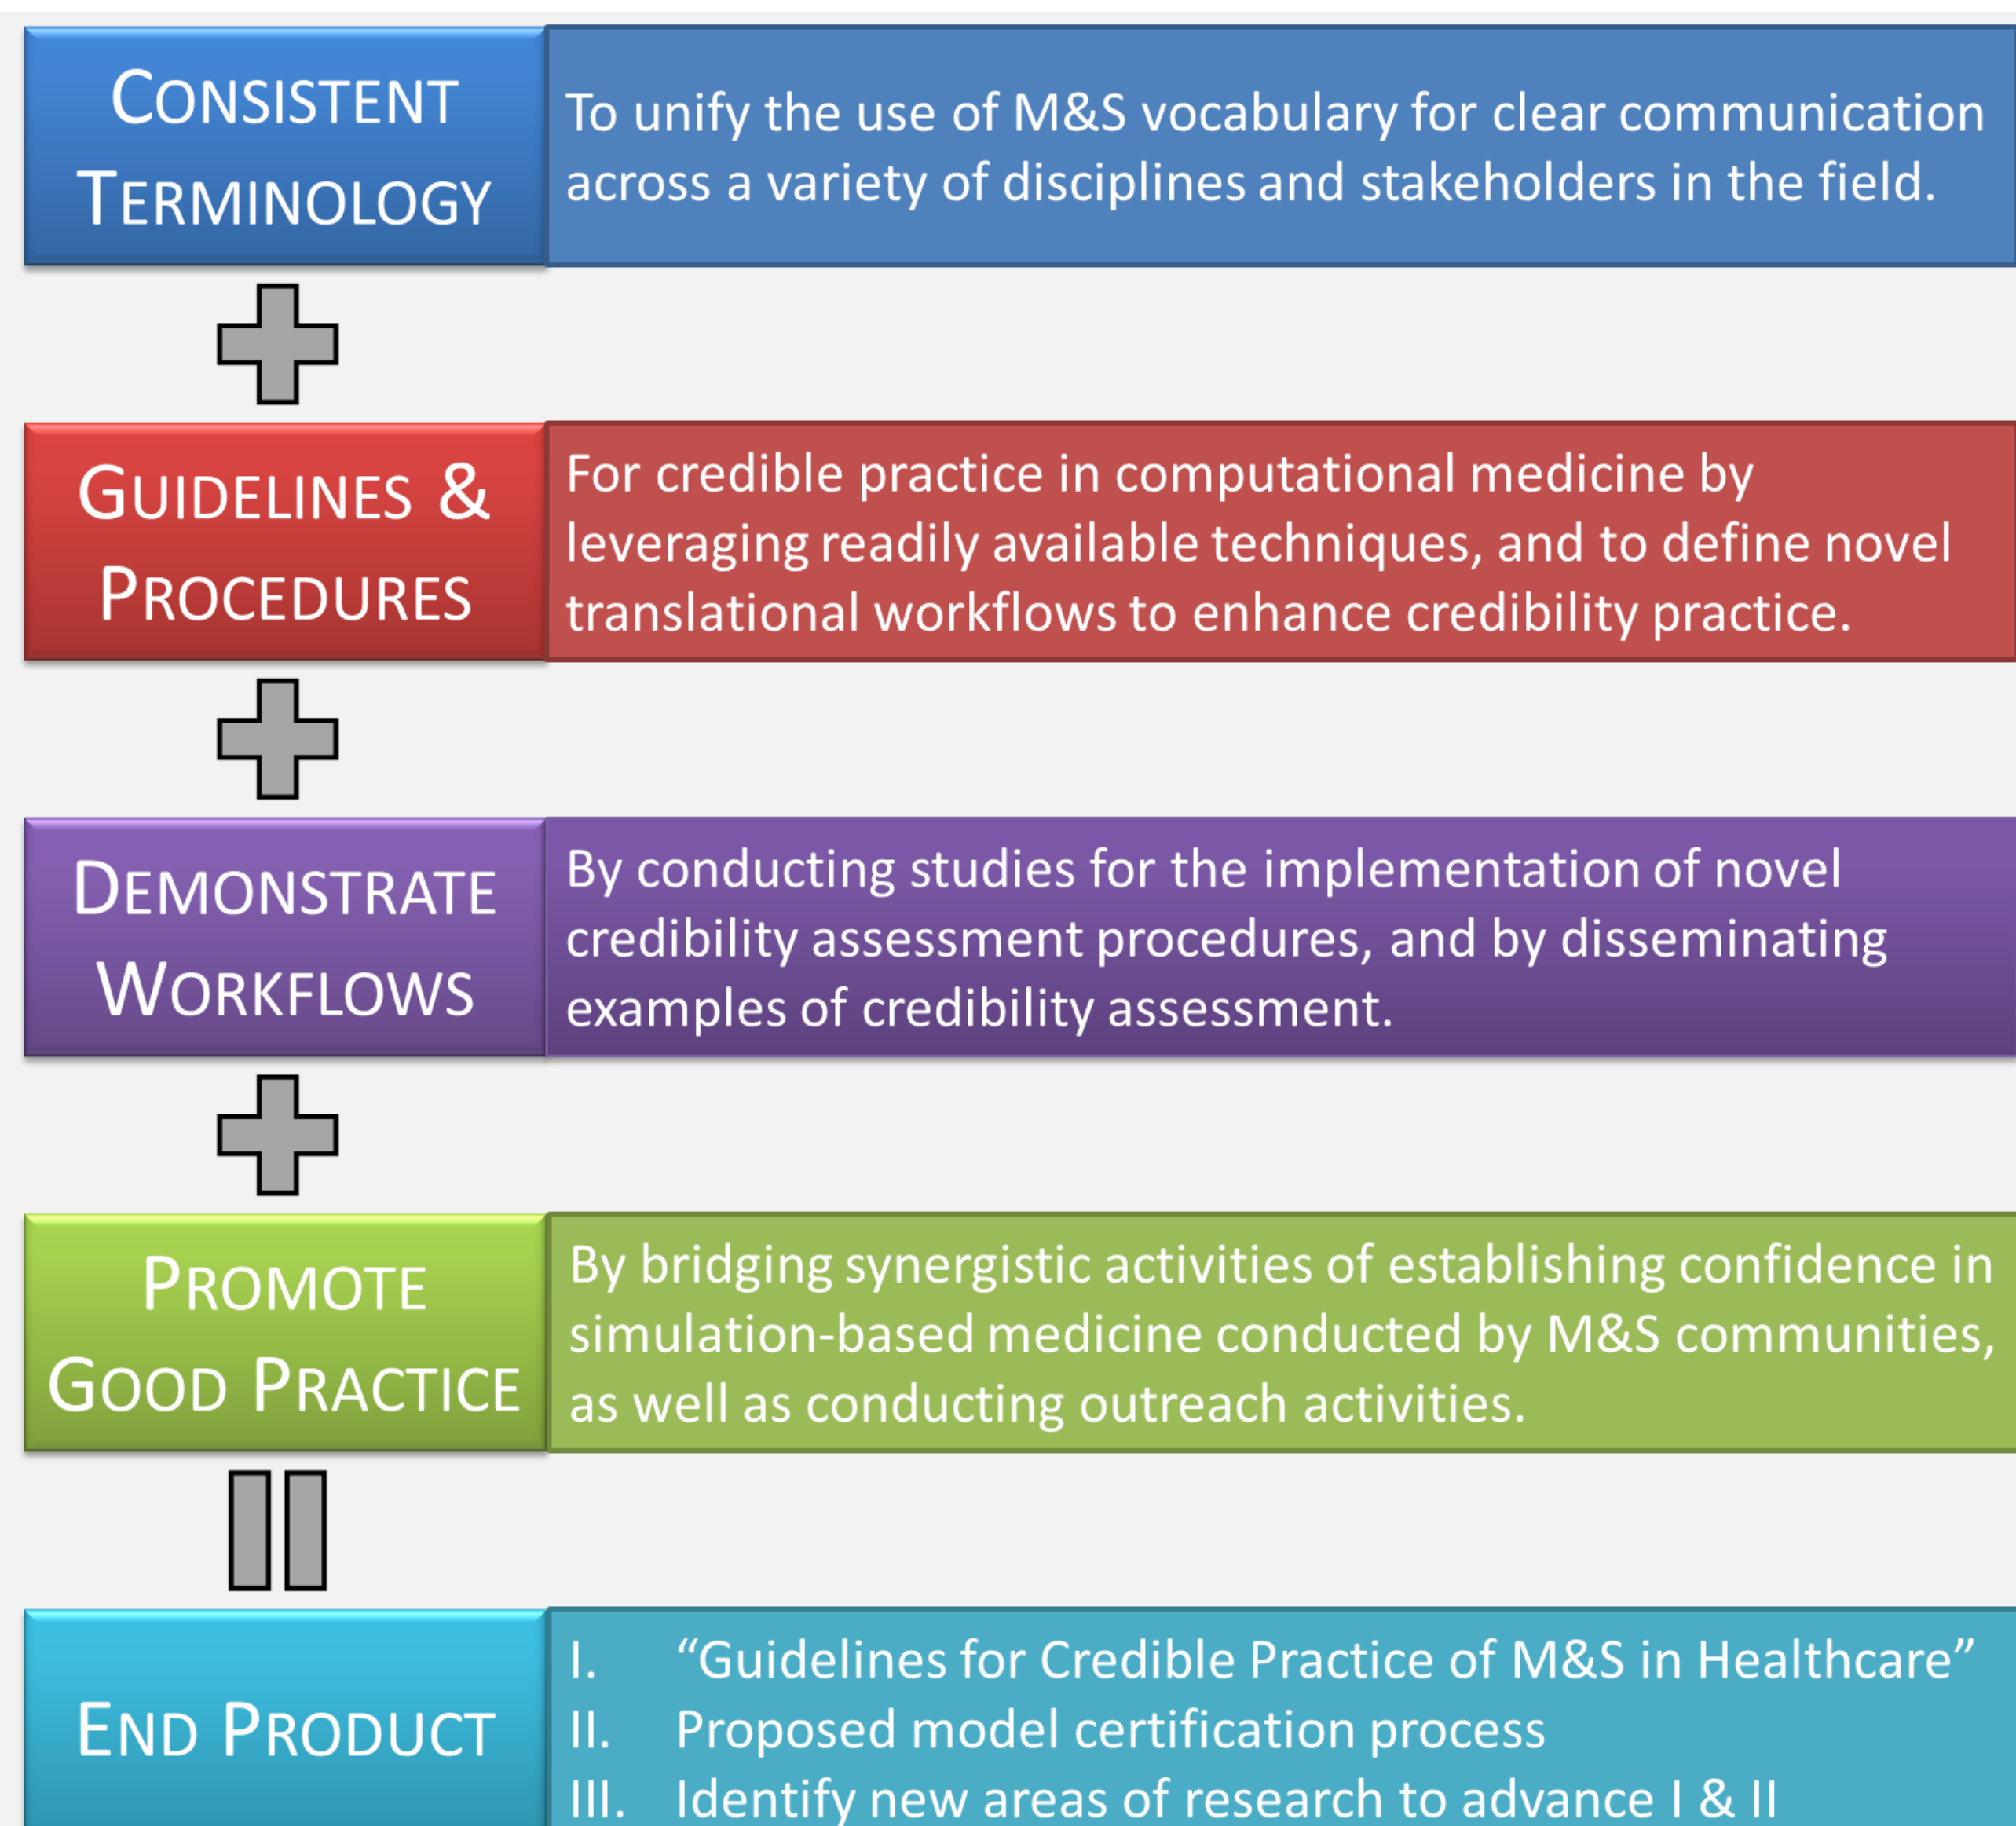 CONSISTENT
TERMINOLOGY
To unify the use of M&S vocabulary for clear communication
across a variety of disciplines and stakeholders in the field.
GUIDELINES &
PROCEDURES
For credible practice in computational medicine by
leveraging readily available techniques, and to define novel
translational workflows to enhance credibility practice.
DEMONSTRATE
WORKFLOWS
By conducting studies for the implementation of novel
credibility assessment procedures, and by disseminating
examples of credibility assessment.
PROMOTE
GOOD PRACTICE
By bridging synergistic activities of establishing confidence in
simulation-based medicine conducted by M&S communities,
as well as conducting outreach activities.
END PRODUCT
I. “Guidelines for Credible Practice of M&S in Healthcare”
II. Proposed model certification process
III. Identify new areas of research to advance I & II